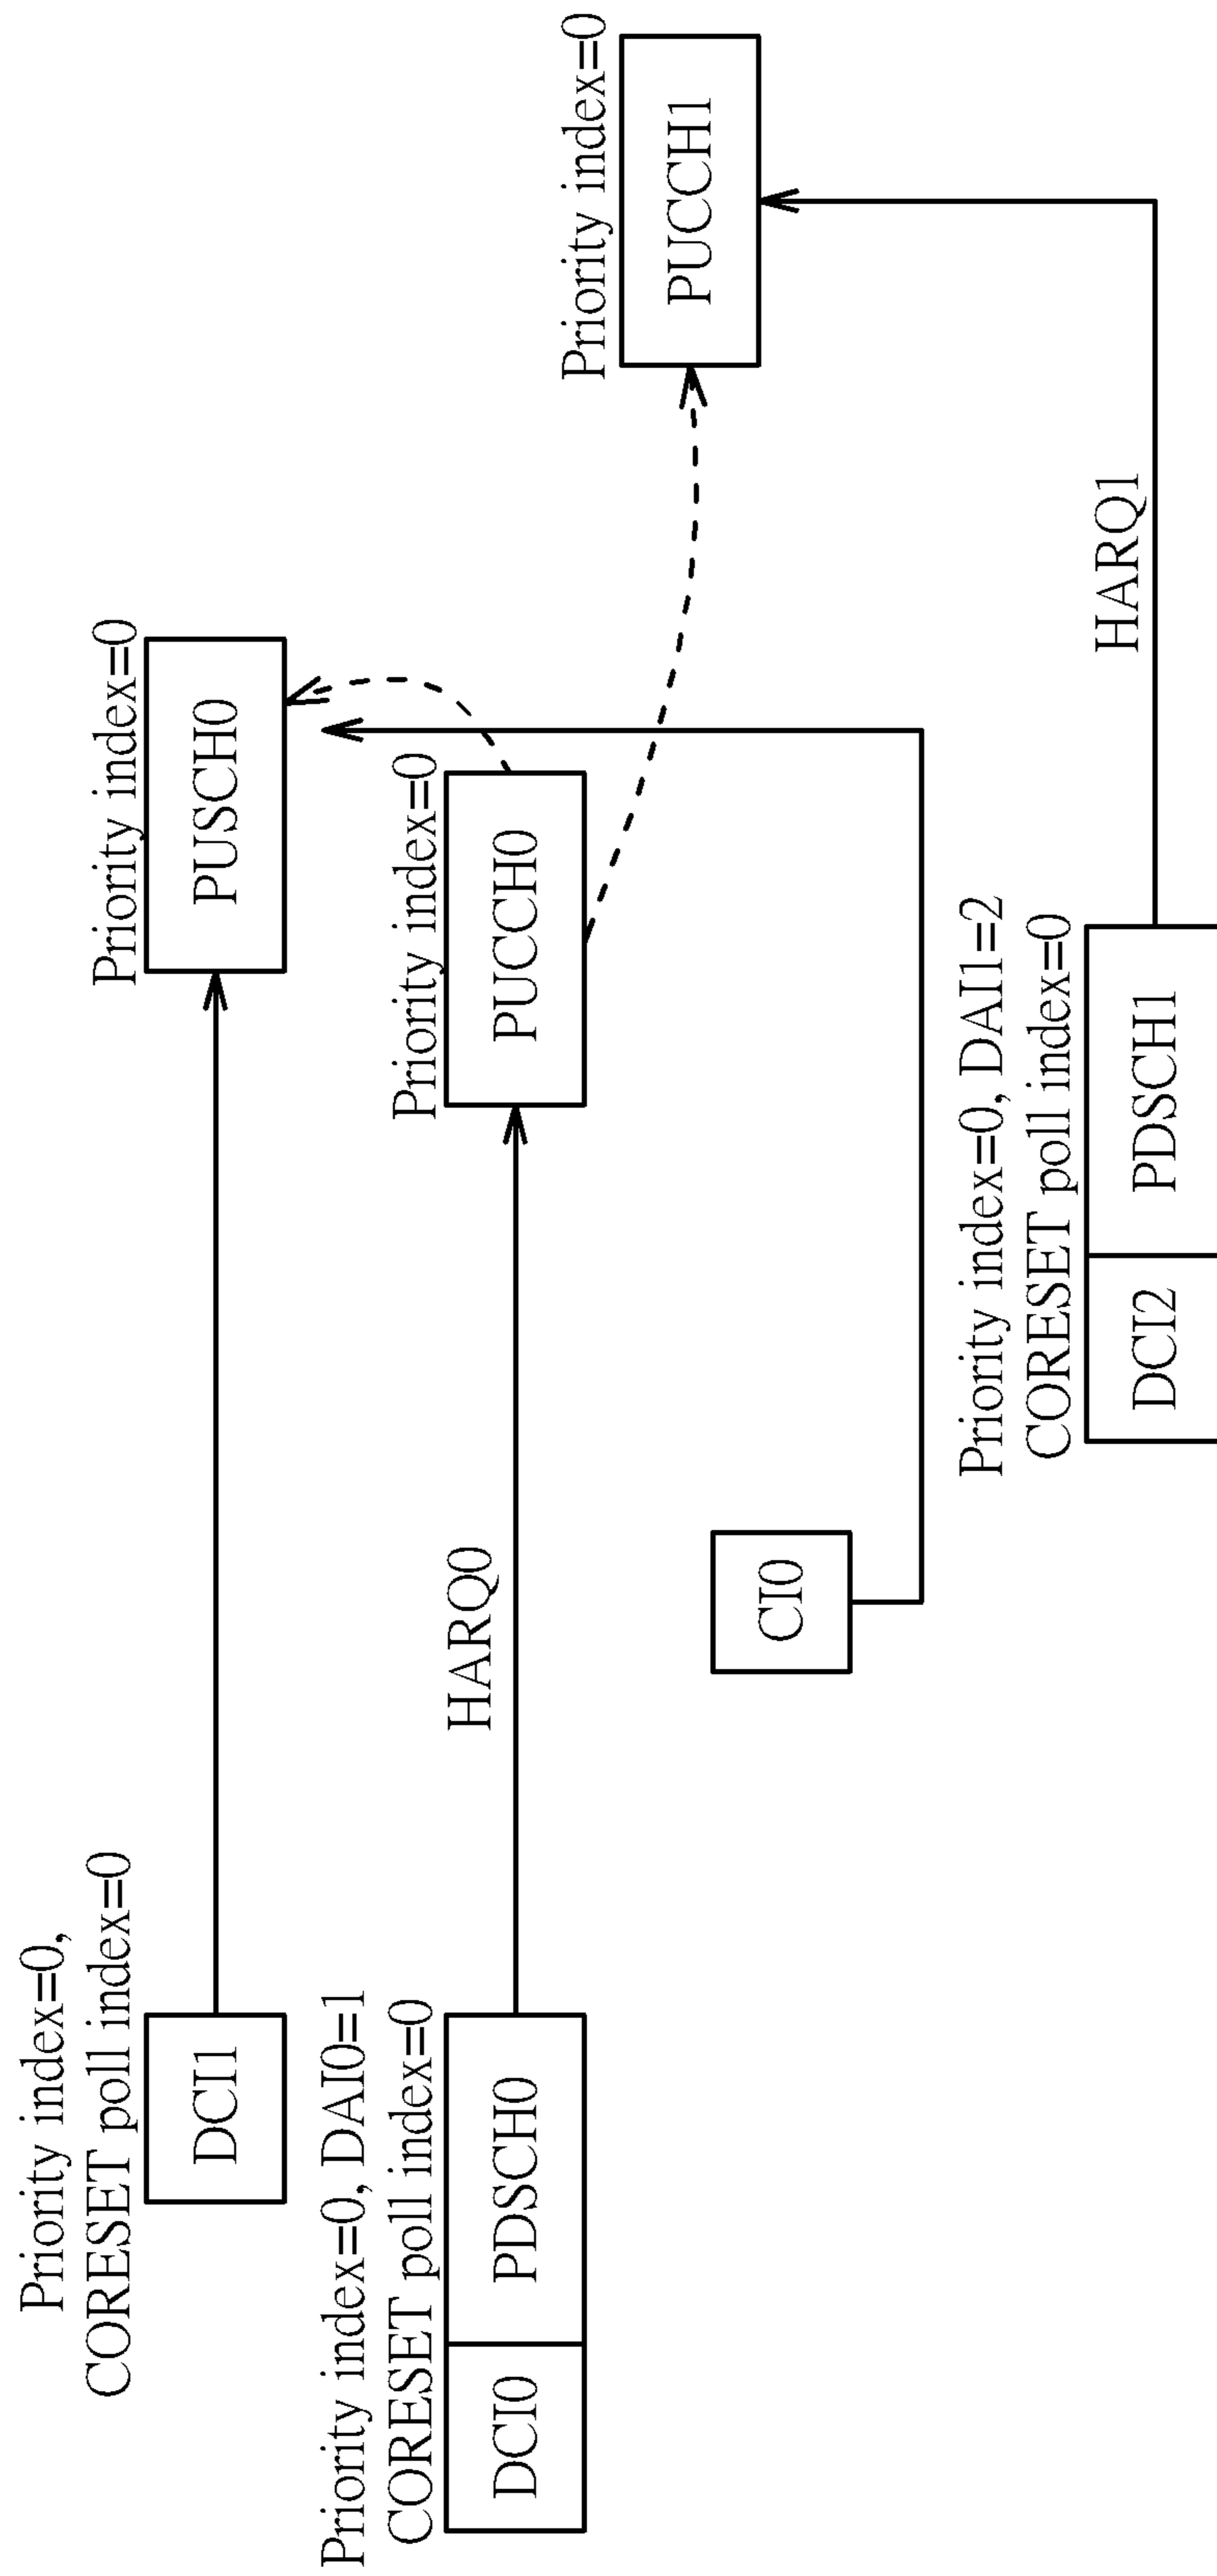 Priority index=0,
CORESET poll index=0
DCI1
Priority index=0
PUSCH0
Priority index=0, DAI0=1
CORESET poll index=0
DCI0
PDSCH0
HARQ0
Priority index=0
PUCCH0
Priority index=0
PUCCH1
CI0
Priority index=0, DAI1=2
CORESET poll index=0
DCI2
PDSCH1
HARQ1